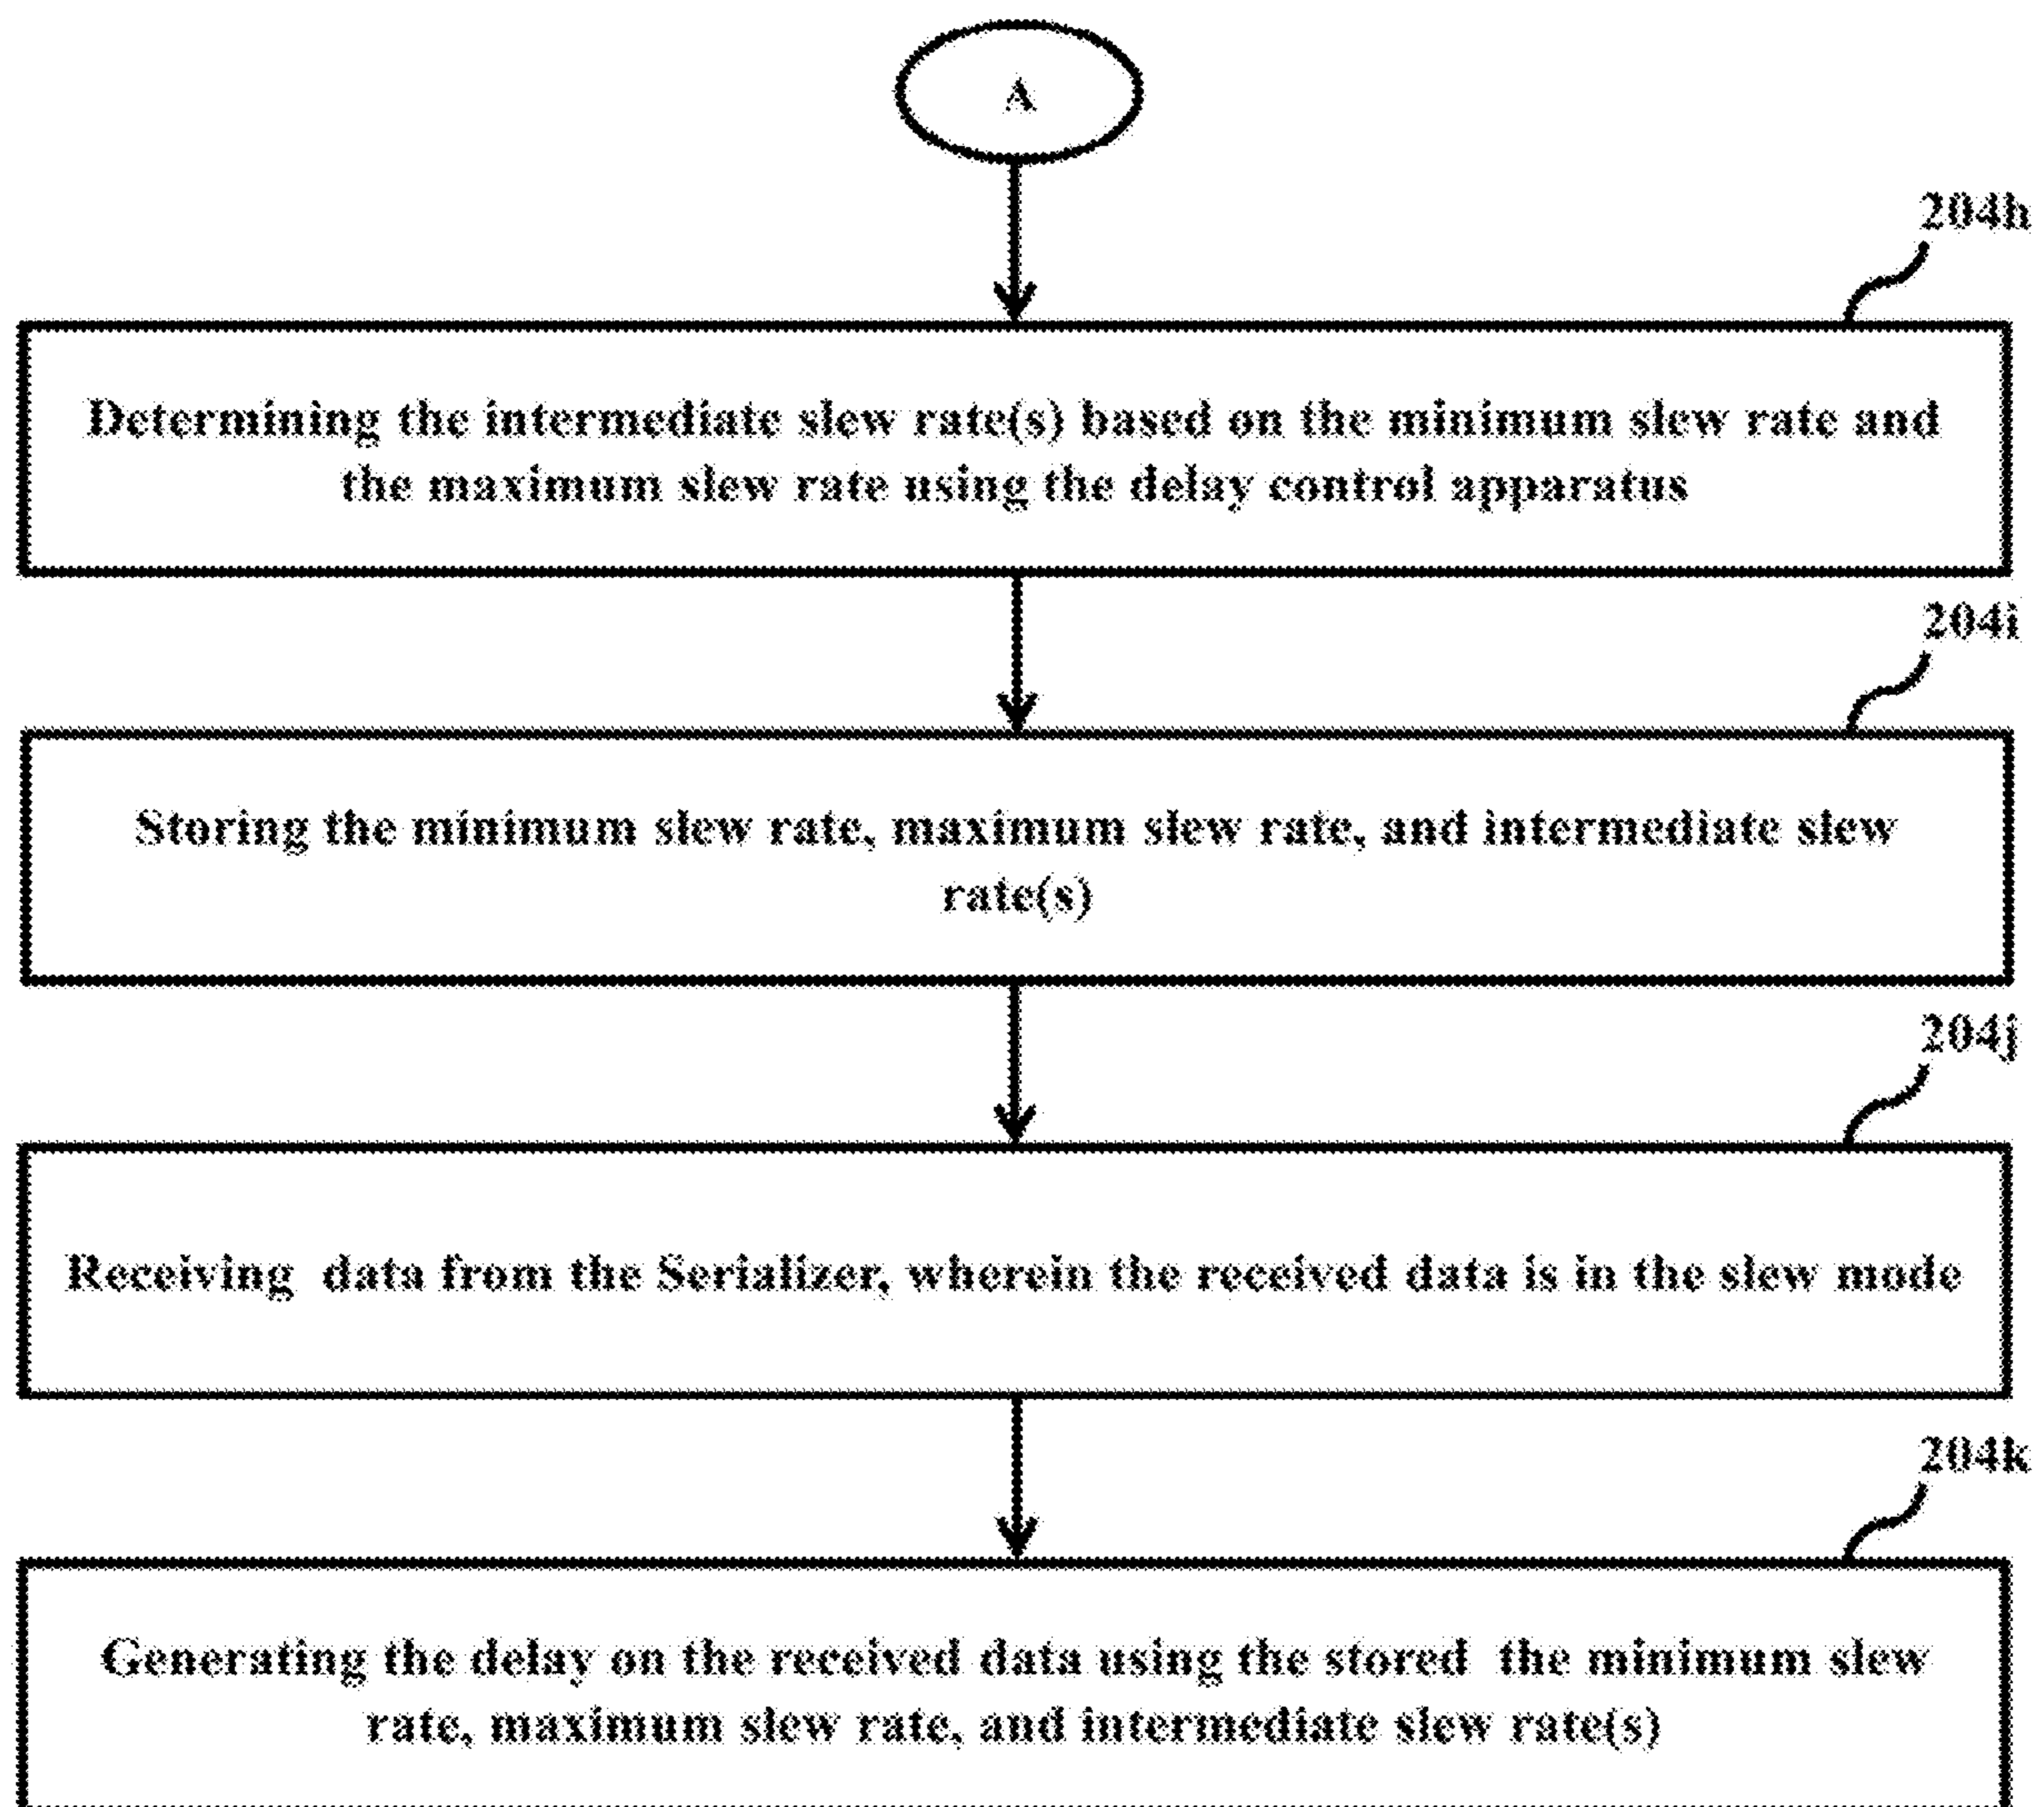 A
204h
Determining the intermediate slew rate(s) based on the minimum slew rate and
the maximum slew rate using the delay control apparatus
204i
Storing the minimum slew rate, maximum slew rate, and intermediate slew
rate(s)
204j
Receiving data from the Serializer, wherein the received data is in the slew mode
204k
Generating the delay on the received data using the stored the minimum slew
rate, maximum slew rate, and intermediate slew rate(s)